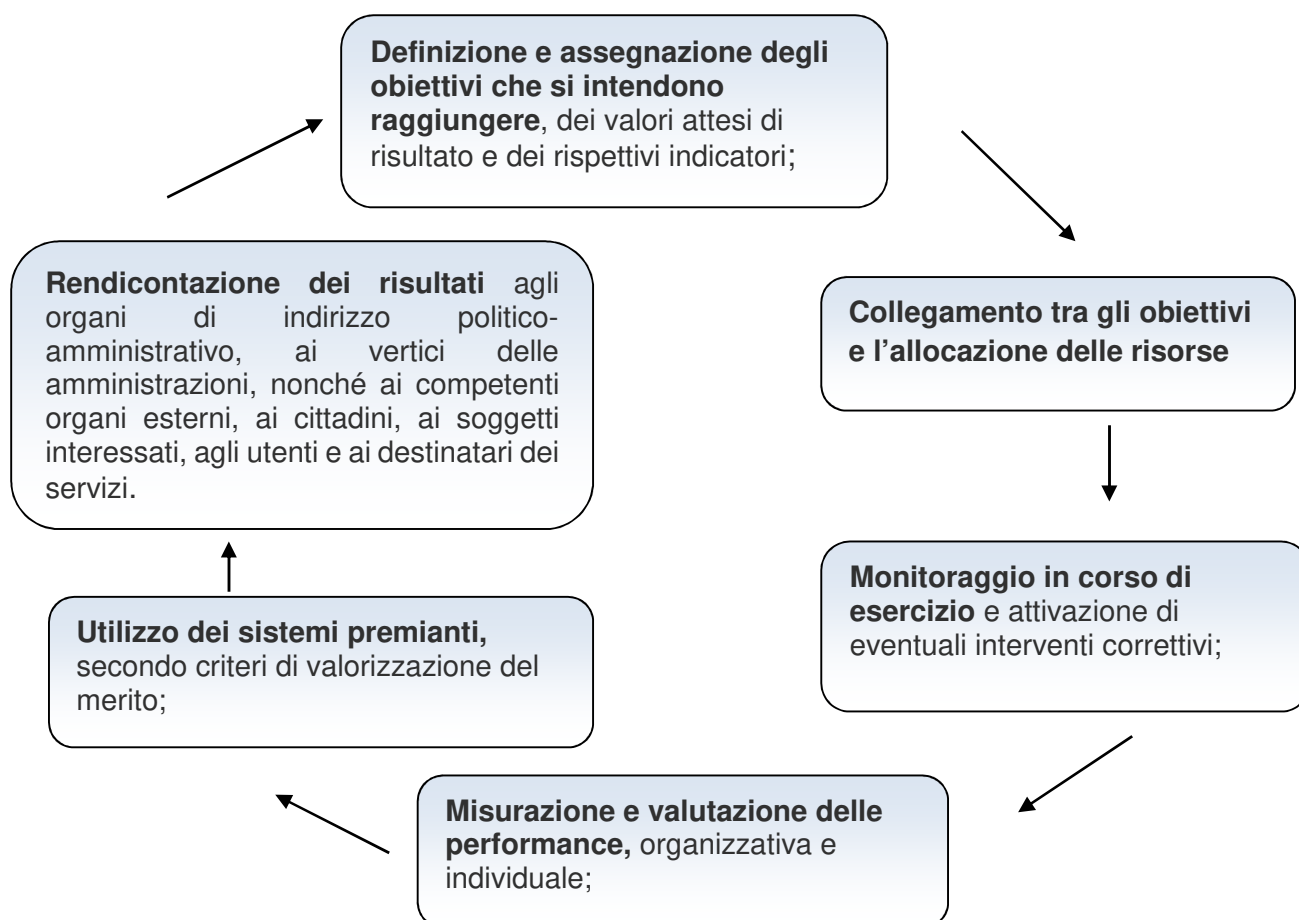 Definizione e assegnazione degli
obiettivi che si intendono
raggiungere, dei valori attesi di
risultato e dei rispettivi indicatori;
Collegamento tra gli obiettivi
e l’allocazione delle risorse
Monitoraggio in corso di
esercizio e attivazione di
eventuali interventi correttivi;
Misurazione e valutazione delle
performance, organizzativa e
individuale;
Utilizzo dei sistemi premianti,
secondo criteri di valorizzazione del
merito;
Rendicontazione dei risultati agli
organi di indirizzo politico-
amministrativo, ai vertici delle
amministrazioni, nonché ai competenti
organi esterni, ai cittadini, ai soggetti
interessati, agli utenti e ai destinatari dei
servizi.